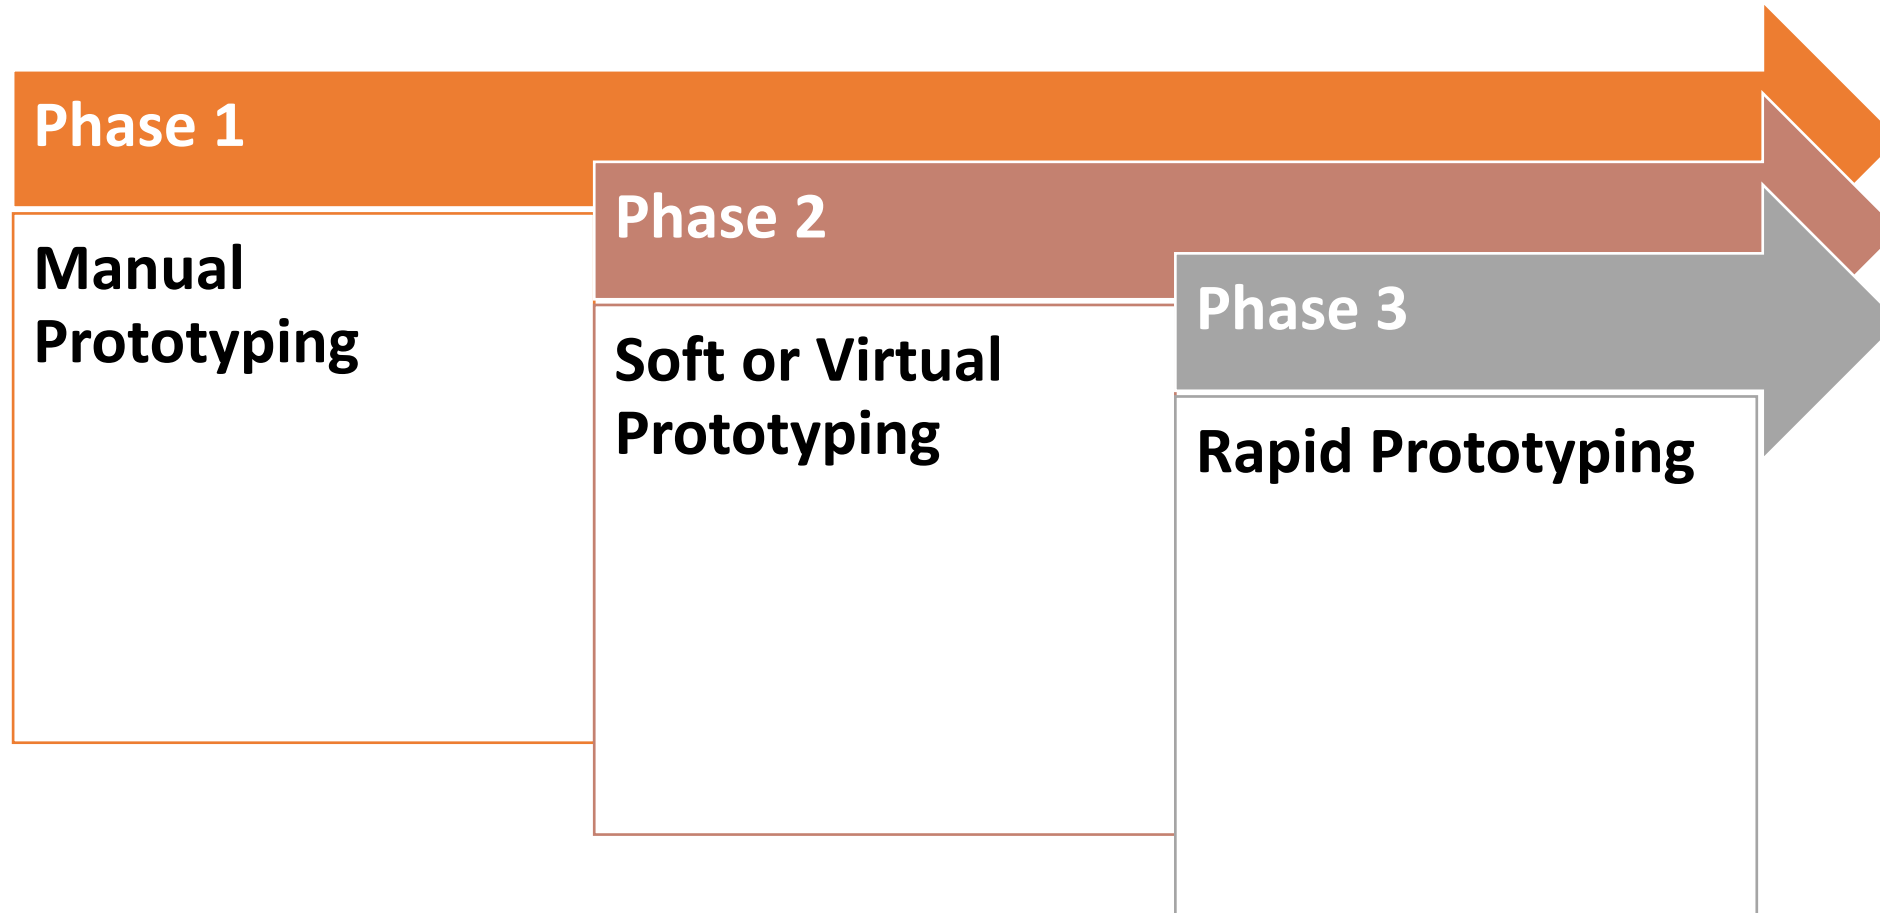 Phase 1
Manual
Prototyping
Phase 2
Soft or Virtual
Prototyping
Phase 3
Rapid Prototyping